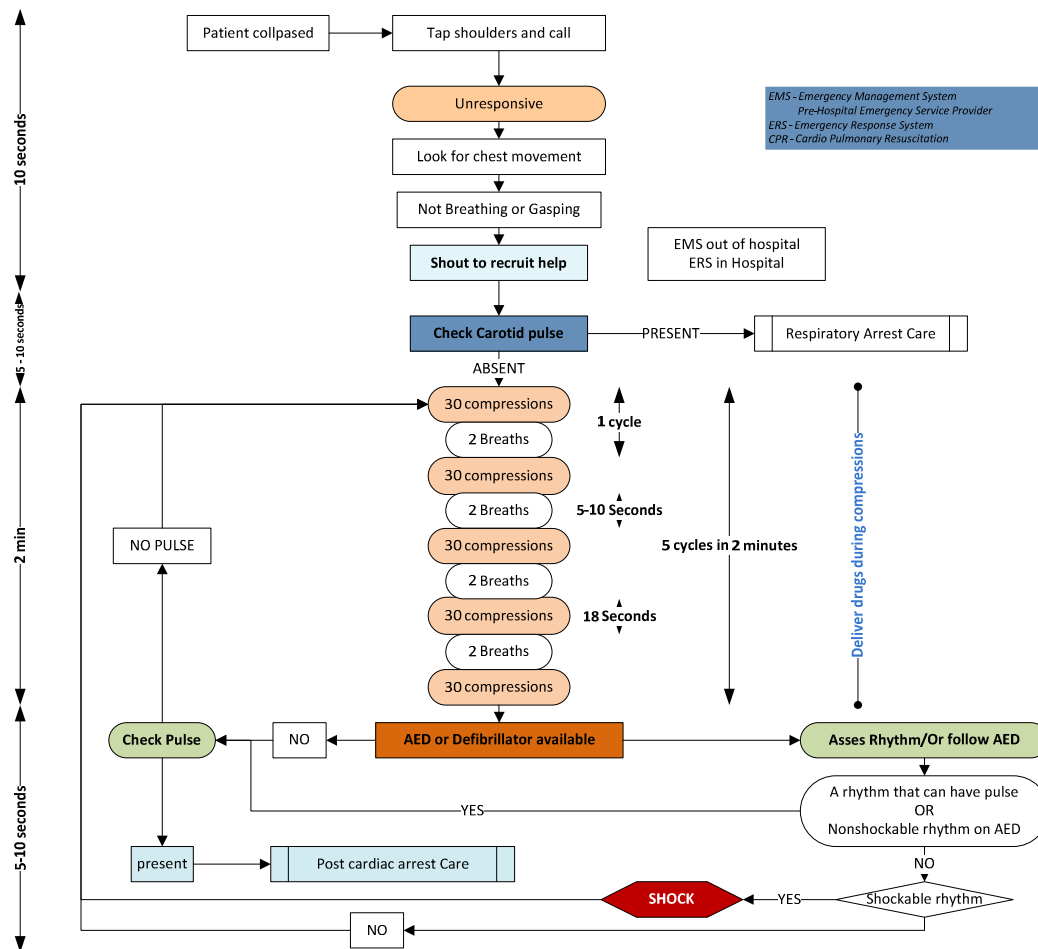 Patient collpased
Tap shoulders and call
Unresponsive
EMS - Emergency Management System
Pre-Hospital Emergency Service Provider
ERS - Emergency Response System
CPR - Cardio Pulmonary Resuscitation
Look for chest movement
10 seconds
Not Breathing or Gasping
Shout to recruit help
EMS out of hospital
ERS in Hospital
5 - 10 seconds
Check Carotid pulse
PRESENT
Respiratory Arrest Care
ABSENT
30 compressions
1 cycle
2 Breaths
30 compressions
2 Breaths
5-10 Seconds
30 compressions
5 cycles in 2 minutes
Deliver drugs during compressions
NO PULSE
2 min
2 Breaths
30 compressions
18 Seconds
2 Breaths
30 compressions
Check Pulse
NO
AED or Defibrillator available
Asses Rhythm/Or follow AED
YES
A rhythm that can have pulse
OR
Nonshockable rhythm on AED
5-10 seconds
present
Post cardiac arrest Care
NO
SHOCK
YES
Shockable rhythm
NO